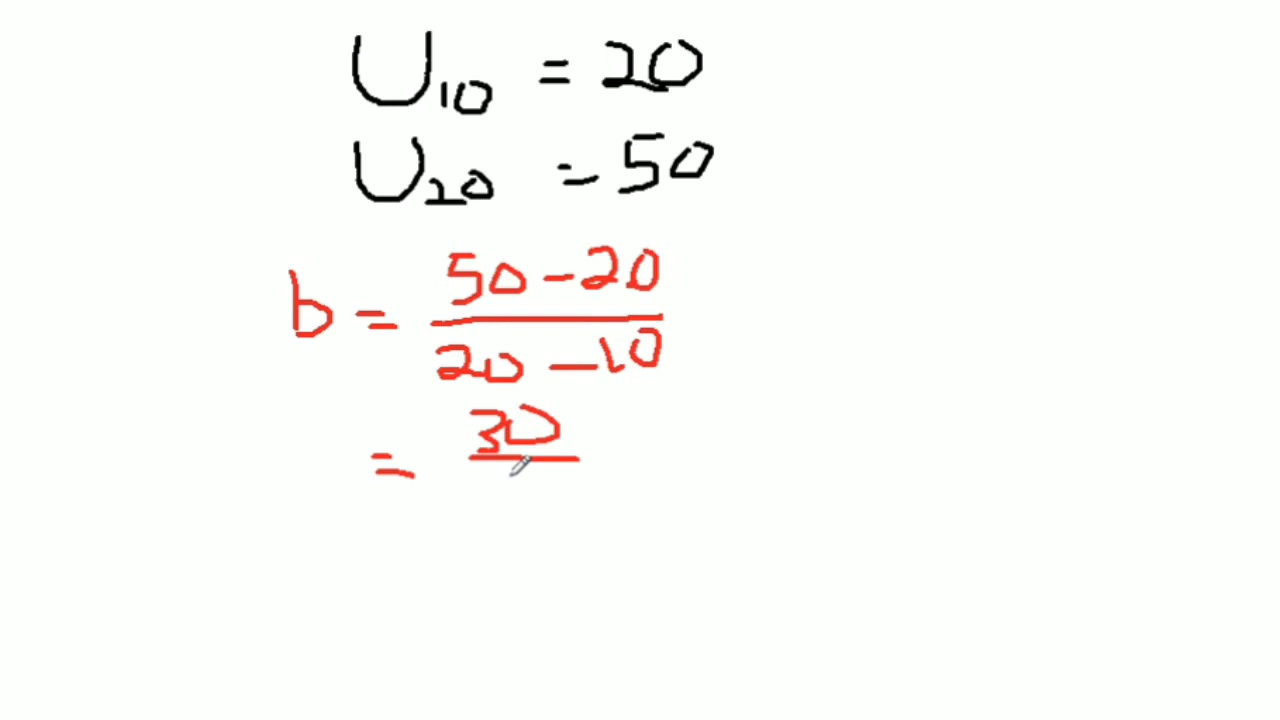 U₁₀ = 20
U₂₀ = 50
b = 50 - 20
20 - 10
= 30